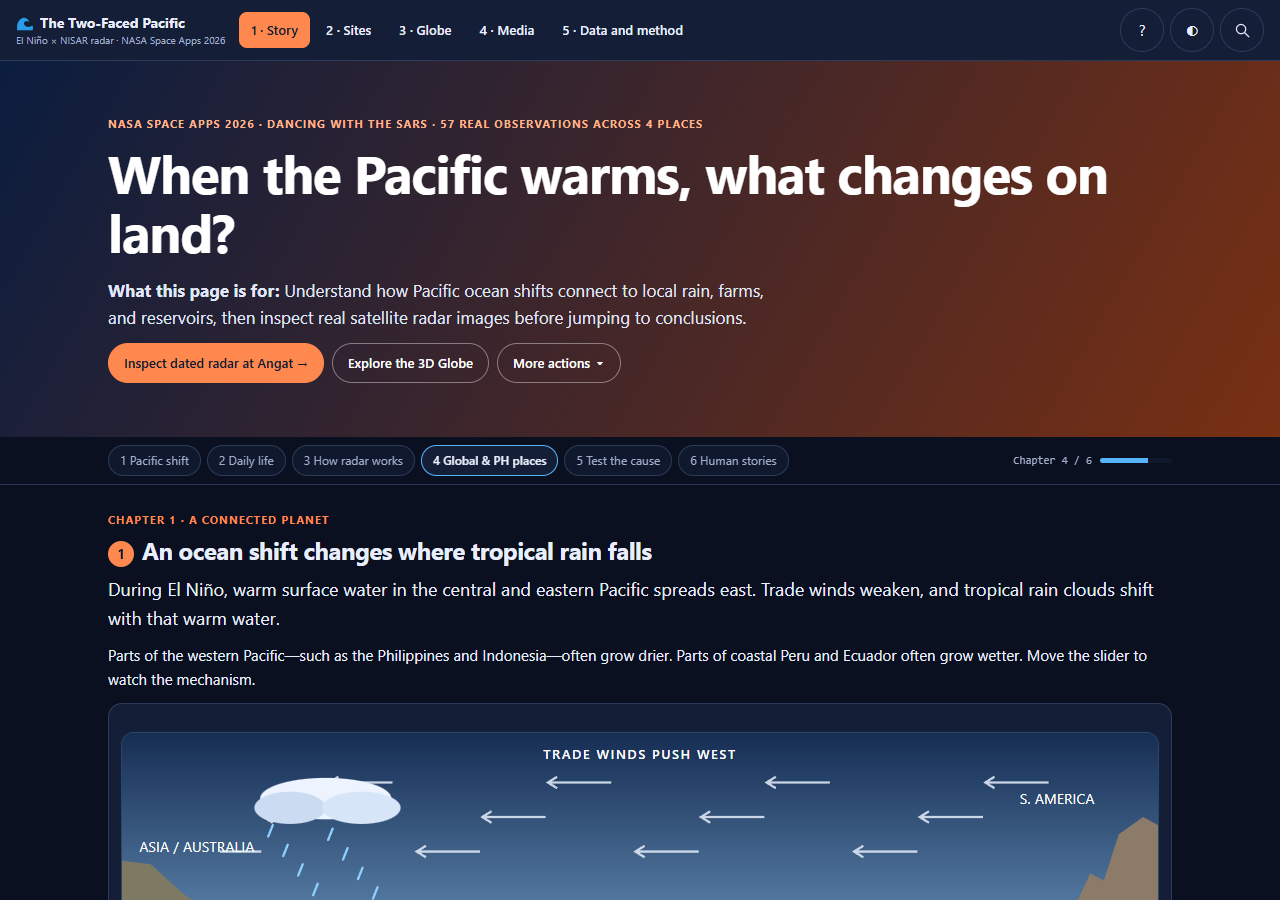 The Two-Faced Pacific
El Niño × NISAR radar · NASA Space Apps 2026
1 · Story
2 · Sites
3 · Globe
4 · Media
5 · Data and method
?
NASA SPACE APPS 2026 · DANCING WITH THE SARS · 57 REAL OBSERVATIONS ACROSS 4 PLACES
When the Pacific warms, what changes on
land?
What this page is for: Understand how Pacific ocean shifts connect to local rain, farms,
and reservoirs, then inspect real satellite radar images before jumping to conclusions.
Inspect dated radar at Angat →
Explore the 3D Globe
More actions
1 Pacific shift
2 Daily life
3 How radar works
4 Global & PH places
5 Test the cause
6 Human stories
Chapter 4 / 6
CHAPTER 1 · A CONNECTED PLANET
1 An ocean shift changes where tropical rain falls
During El Niño, warm surface water in the central and eastern Pacific spreads east. Trade winds weaken, and tropical rain clouds shift
with that warm water.
Parts of the western Pacific—such as the Philippines and Indonesia—often grow drier. Parts of coastal Peru and Ecuador often grow wetter. Move the slider to
watch the mechanism.
TRADE WINDS PUSH WEST
S. AMERICA
ASIA / AUSTRALIA